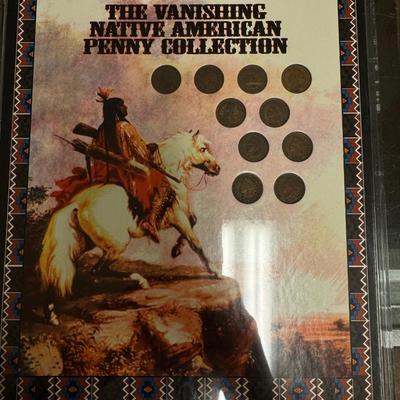 THE VANISHING
NATIVE AMERICAN
PENNY COLLECTION